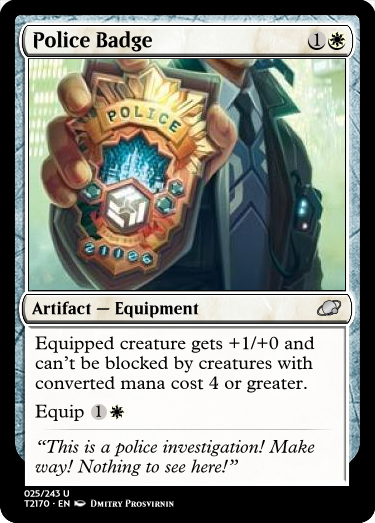 Police Badge 1
POLICE
21125
Artifact — Equipment
Equipped creature gets +1/+0 and
can't be blocked by creatures with
converted mana cost 4 or greater.
Equip 1
“This is a police investigation! Make
way! Nothing to see here!”
025/243 U
T2170 • EN DMITRY PROSVIRNIN